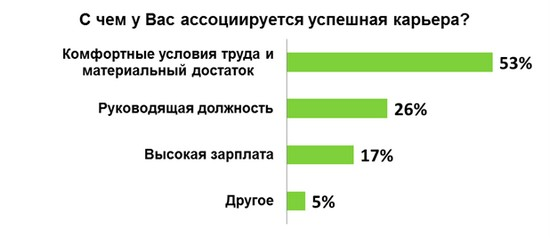 С чем у Вас ассоциируется успешная карьера?
Комфортные условия труда и
материальный достаток
53%
Руководящая должность
26%
Высокая зарплата
17%
Другое
5%